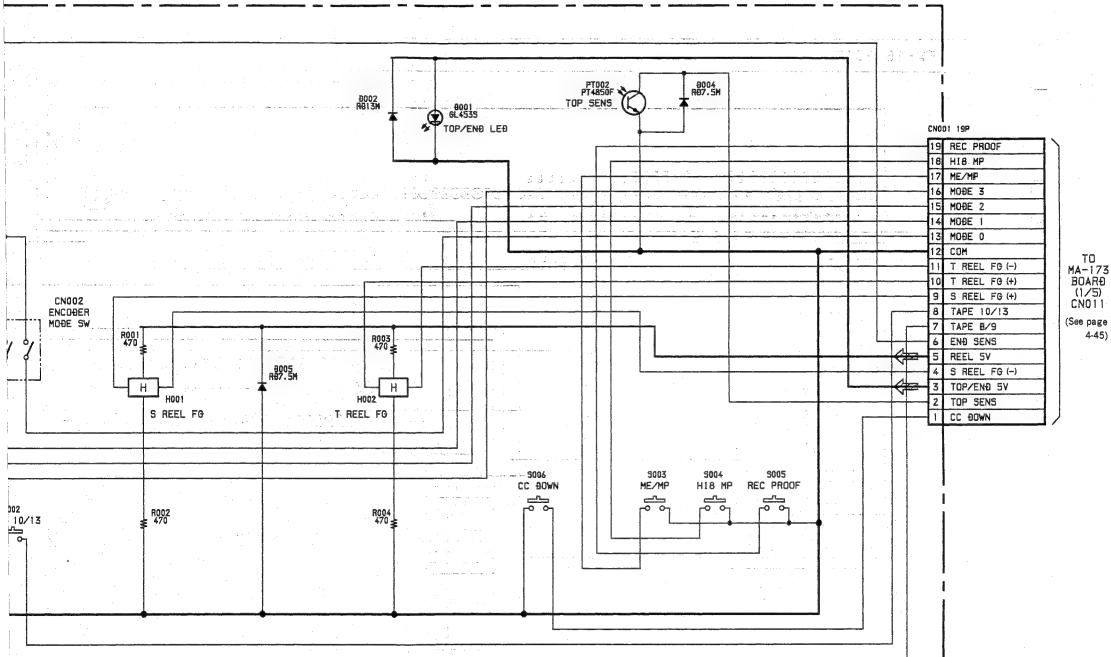 D002
RD13M
D001
GL453S
TOP/END LED
PT002
PT4850F
TOP SENS
D004
RD7.5M
CN001 19P
19 REC PROOF
18 HI8 MP
17 ME/MP
16 MODE 3
15 MODE 2
14 MODE 1
13 MODE 0
12 COM
11 T REEL FG (-)
10 T REEL FG (+)
9 S REEL FG (+)
8 TAPE 10/13
7 TAPE 8/9
6 END SENS
5 REEL 5V
4 S REEL FG (-)
3 TOP/END 5V
2 TOP SENS
1 CC DOWN
TO
MA-173
BOARD
(1/5)
CN011
(See page
4-45)
CN002
ENCODER
MODE SW
R001
470
H
H001
S REEL FG
D005
RD7.5M
R003
470
H
H002
T REEL FG
R002
470
R004
470
S006
CC DOWN
S003
ME/MP
S004
HI8 MP
S005
REC PROOF
002
10/13